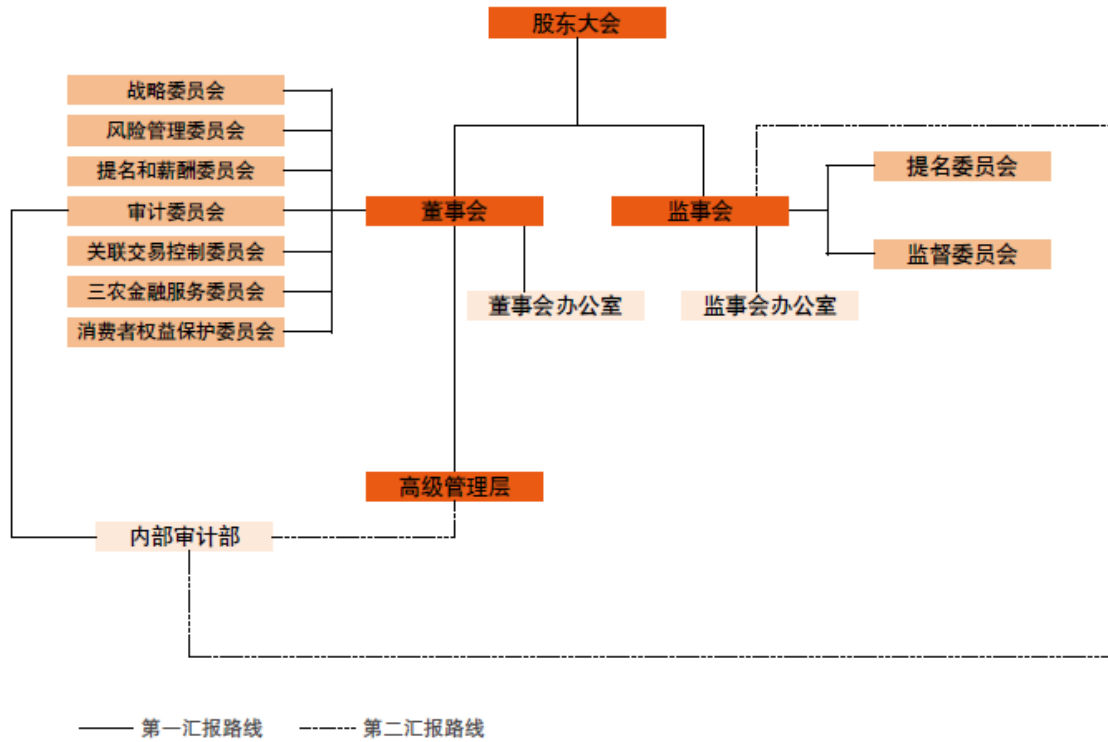 股东大会
战略委员会
风险管理委员会
提名和薪酬委员会
提名委员会
审计委员会
董事会
监事会
关联交易控制委员会
监督委员会
三农金融服务委员会
董事会办公室
监事会办公室
消费者权益保护委员会
高级管理层
内部审计部
第一汇报路线
第二汇报路线